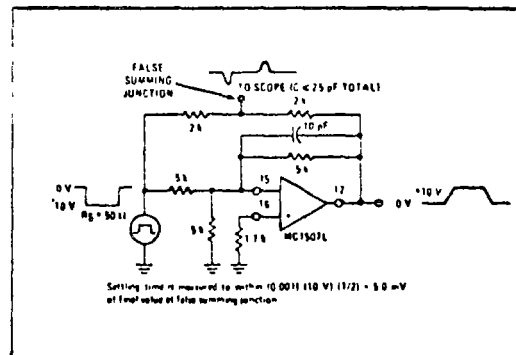 FALSE
SUMMING
JUNCTION
TO SCOPE (C ≤ 25 pF TOTAL)
2 k
2 k
10 pF
5 k
5 k
15
0 V
-10 V
RS = 50 Ω
16
17
+10 V
0 V
5 k
1.7 k
MC1507L
Settling time is measured to within (0.001) (10 V) (1/2) = 5.0 mV
of final value at false summing junction